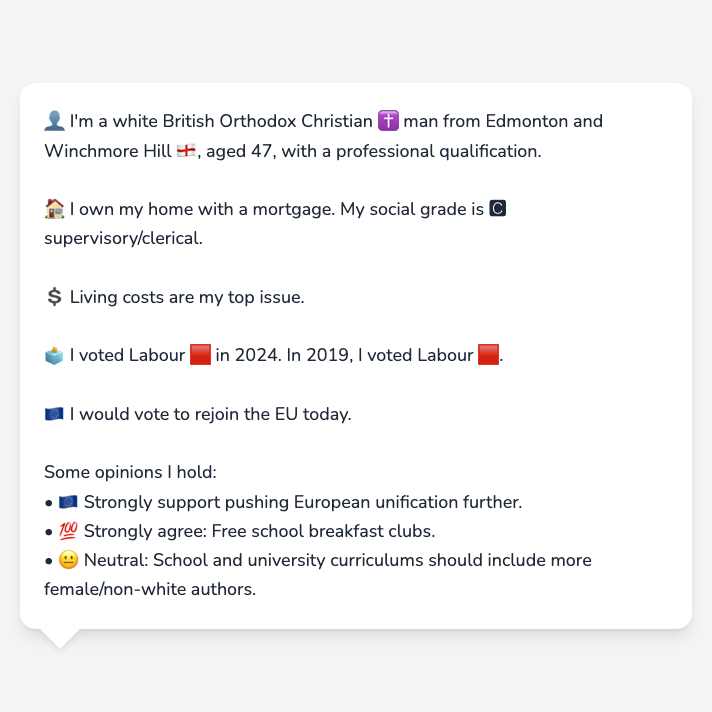 👤 I'm a white British Orthodox Christian ✝️ man from Edmonton and
Winchmore Hill 🏴󠁧󠁢󠁥󠁮󠁧󠁿, aged 47, with a professional qualification.
🏠 I own my home with a mortgage. My social grade is 🅲
supervisory/clerical.
💲 Living costs are my top issue.
🗳️ I voted Labour 🟥 in 2024. In 2019, I voted Labour 🟥.
🇪🇺 I would vote to rejoin the EU today.
Some opinions I hold:
• 🇪🇺 Strongly support pushing European unification further.
• 💯 Strongly agree: Free school breakfast clubs.
• 😐 Neutral: School and university curriculums should include more
female/non-white authors.